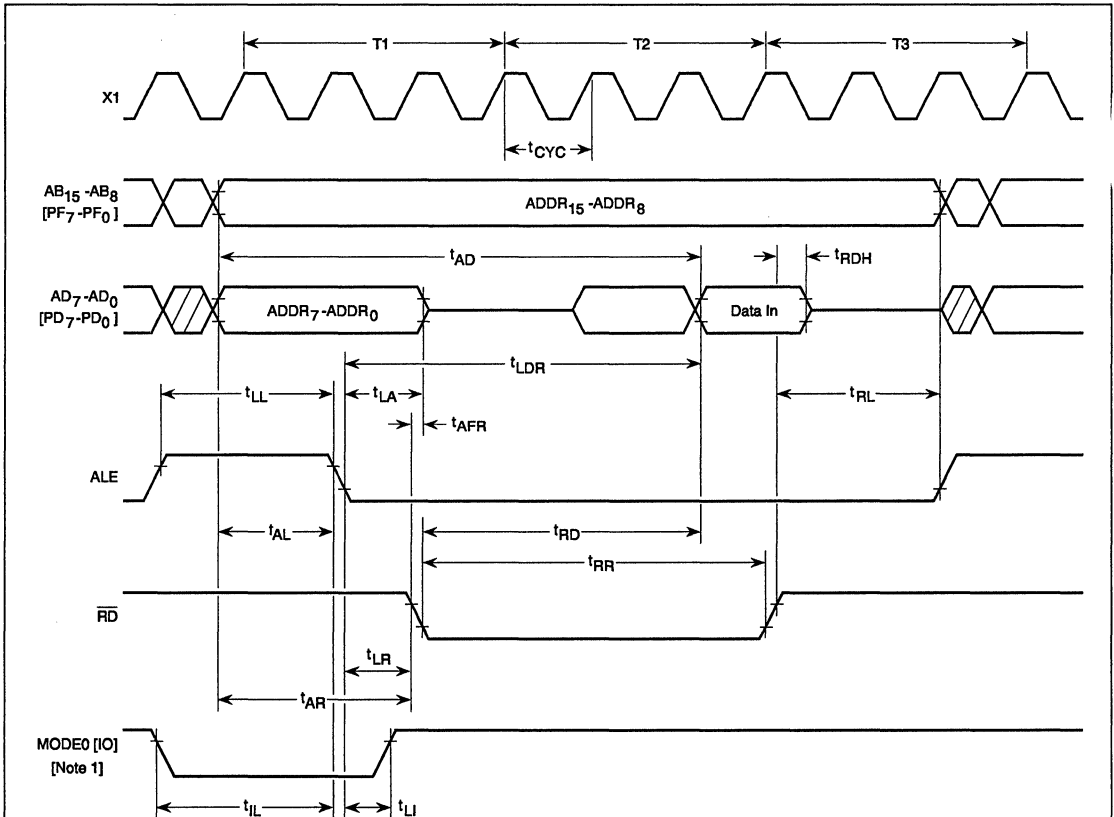 T1 T2 T3
X1
tCYC
AB15 -AB8
[PF7 -PF0 ]
ADDR15 -ADDR8
tAD
tRDH
AD7 -AD0
[PD7 -PD0 ]
ADDR7 -ADDR0
Data In
tLDR
tLL tLA tRL
tAFR
ALE
tAL tRD
tRR
RD
tLR
tAR
MODE0 [IO]
[Note 1]
tIL tLI